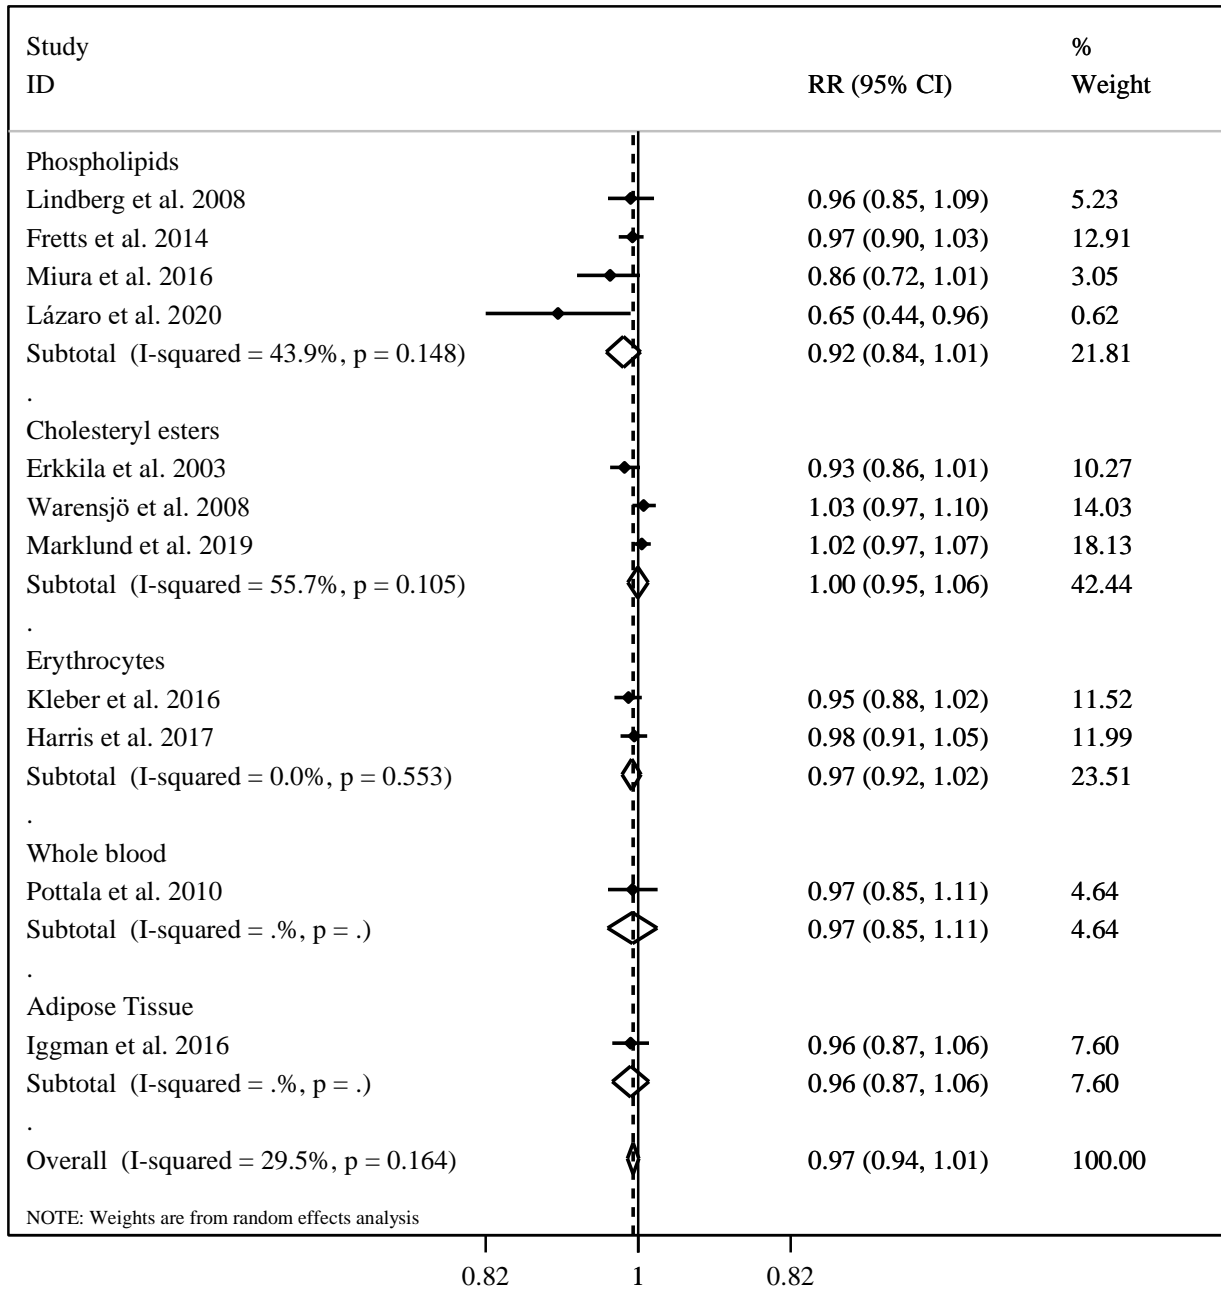 Study %
ID RR (95% CI) Weight
Phospholipids
Lindberg et al. 2008 0.96 (0.85, 1.09) 5.23
Fretts et al. 2014 0.97 (0.90, 1.03) 12.91
Miura et al. 2016 0.86 (0.72, 1.01) 3.05
Lázaro et al. 2020 0.65 (0.44, 0.96) 0.62
Subtotal (I-squared = 43.9%, p = 0.148) 0.92 (0.84, 1.01) 21.81
.
Cholesteryl esters
Erkkila et al. 2003 0.93 (0.86, 1.01) 10.27
Warensjö et al. 2008 1.03 (0.97, 1.10) 14.03
Marklund et al. 2019 1.02 (0.97, 1.07) 18.13
Subtotal (I-squared = 55.7%, p = 0.105) 1.00 (0.95, 1.06) 42.44
.
Erythrocytes
Kleber et al. 2016 0.95 (0.88, 1.02) 11.52
Harris et al. 2017 0.98 (0.91, 1.05) 11.99
Subtotal (I-squared = 0.0%, p = 0.553) 0.97 (0.92, 1.02) 23.51
.
Whole blood
Pottala et al. 2010 0.97 (0.85, 1.11) 4.64
Subtotal (I-squared = .%, p = .) 0.97 (0.85, 1.11) 4.64
.
Adipose Tissue
Iggman et al. 2016 0.96 (0.87, 1.06) 7.60
Subtotal (I-squared = .%, p = .) 0.96 (0.87, 1.06) 7.60
.
Overall (I-squared = 29.5%, p = 0.164) 0.97 (0.94, 1.01) 100.00
NOTE: Weights are from random effects analysis
0.82 1 0.82